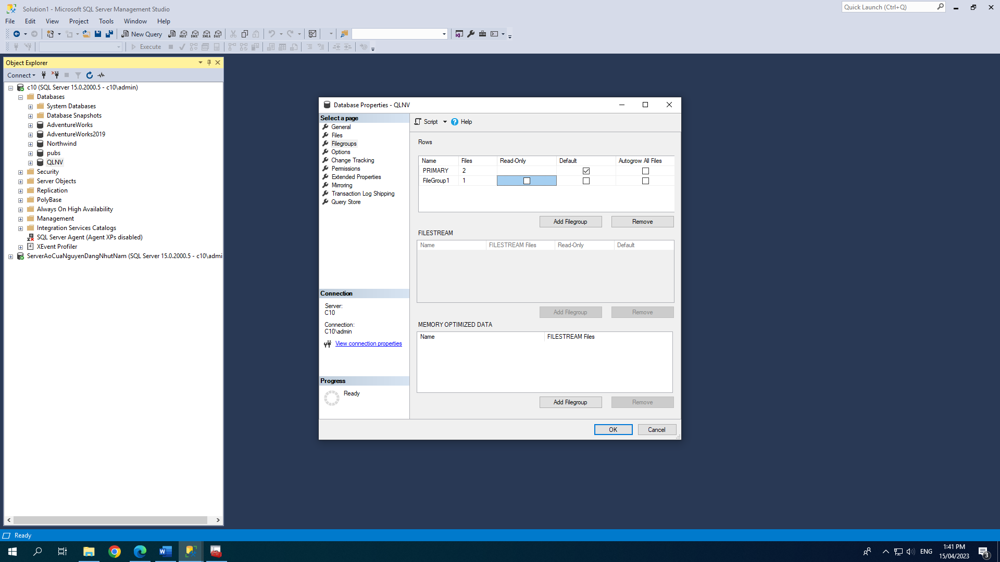 Solution1 - Microsoft SQL Server Management Studio
Quick Launch (Ctrl+Q)
File Edit View Project Tools Window Help
New Query MDX DMX XMLA DAX
Execute
Object Explorer
Connect
c10 (SQL Server 15.0.2000.5 - c10\admin)
Databases
System Databases
Database Snapshots
AdventureWorks
AdventureWorks2019
Northwind
pubs
QLNV
Security
Server Objects
Replication
PolyBase
Always On High Availability
Management
Integration Services Catalogs
SQL Server Agent (Agent XPs disabled)
XEvent Profiler
ServerAoCuaNguyenDangNhutNam (SQL Server 15.0.2000.5 - c10\admi
Database Properties - QLNV
Select a page
General
Files
Filegroups
Options
Change Tracking
Permissions
Extended Properties
Mirroring
Transaction Log Shipping
Query Store
Connection
Server:
C10
Connection:
C10\admin
View connection properties
Progress
Ready
Script Help
Rows
Name Files Read-Only Default Autogrow All Files
PRIMARY 2
FileGroup1 1
Add Filegroup Remove
FILESTREAM
Name FILESTREAM Files Read-Only Default
Add Filegroup Remove
MEMORY OPTIMIZED DATA
Name FILESTREAM Files
Add Filegroup Remove
OK Cancel
Ready
ENG
1:41 PM
15/04/2023
3